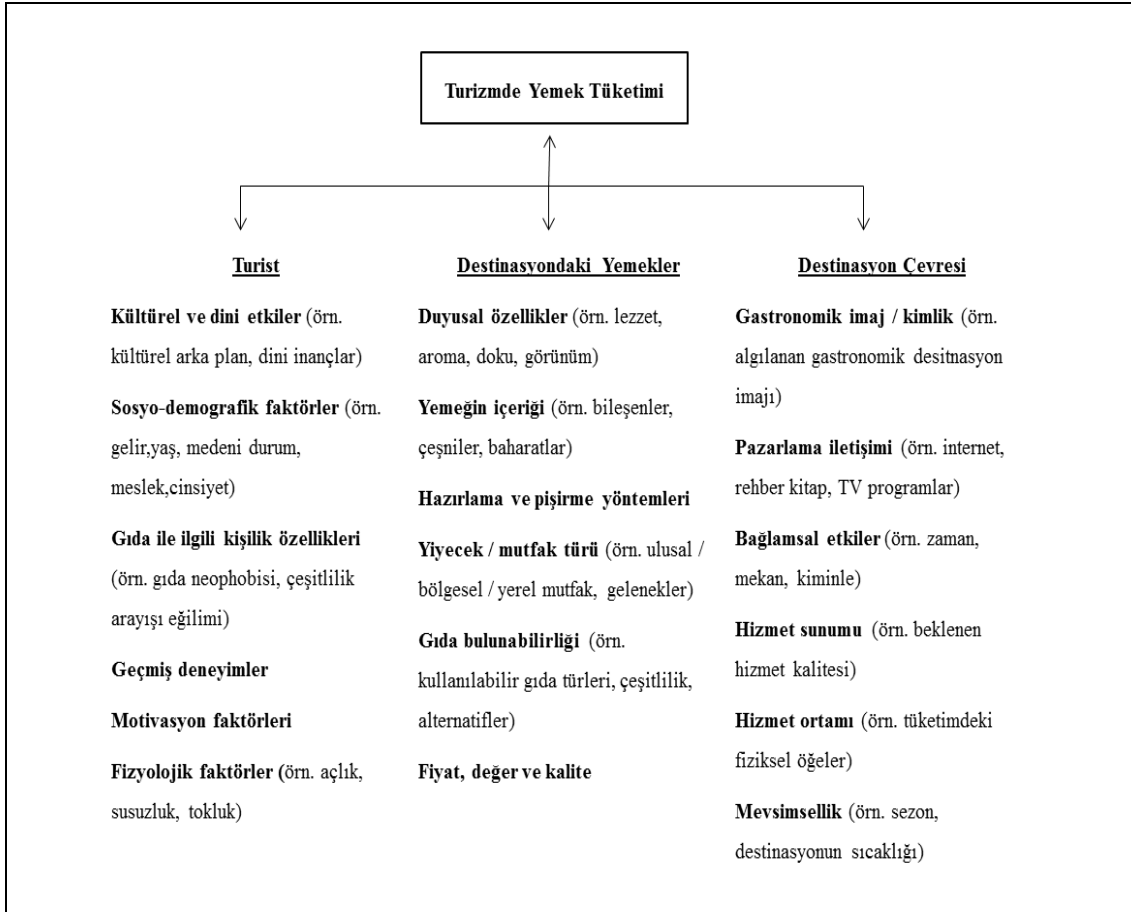 Turizmde Yemek Tüketimi
Turist
Kültürel ve dini etkiler (örn.
kültürel arka plan, dini inançlar)
Sosyo-demografik faktörler (örn.
gelir,yaş, medeni durum,
meslek,cinsiyet)
Gıda ile ilgili kişilik özellikleri
(örn. gıda neophobisi, çeşitlilik
arayışı eğilimi)
Geçmiş deneyimler
Motivasyon faktörleri
Fizyolojik faktörler (örn. açlık,
susuzluk, tokluk)
Destinasyondaki Yemekler
Duyusal özellikler (örn. lezzet,
aroma, doku, görünüm)
Yemeğin içeriği (örn. bileşenler,
çeşniler, baharatlar)
Hazırlama ve pişirme yöntemleri
Yiyecek / mutfak türü (örn. ulusal /
bölgesel / yerel mutfak, gelenekler)
Gıda bulunabilirliği (örn.
kullanılabilir gıda türleri, çeşitlilik,
alternatifler)
Fiyat, değer ve kalite
Destinasyon Çevresi
Gastronomik imaj / kimlik (örn.
algılanan gastronomik desitnasyon
imajı)
Pazarlama iletişimi (örn. internet,
rehber kitap, TV programlar)
Bağlamsal etkiler (örn. zaman,
mekan, kiminle)
Hizmet sunumu (örn. beklenen
hizmet kalitesi)
Hizmet ortamı (örn. tüketimdeki
fiziksel öğeler)
Mevsimsellik (örn. sezon,
destinasyonun sıcaklığı)